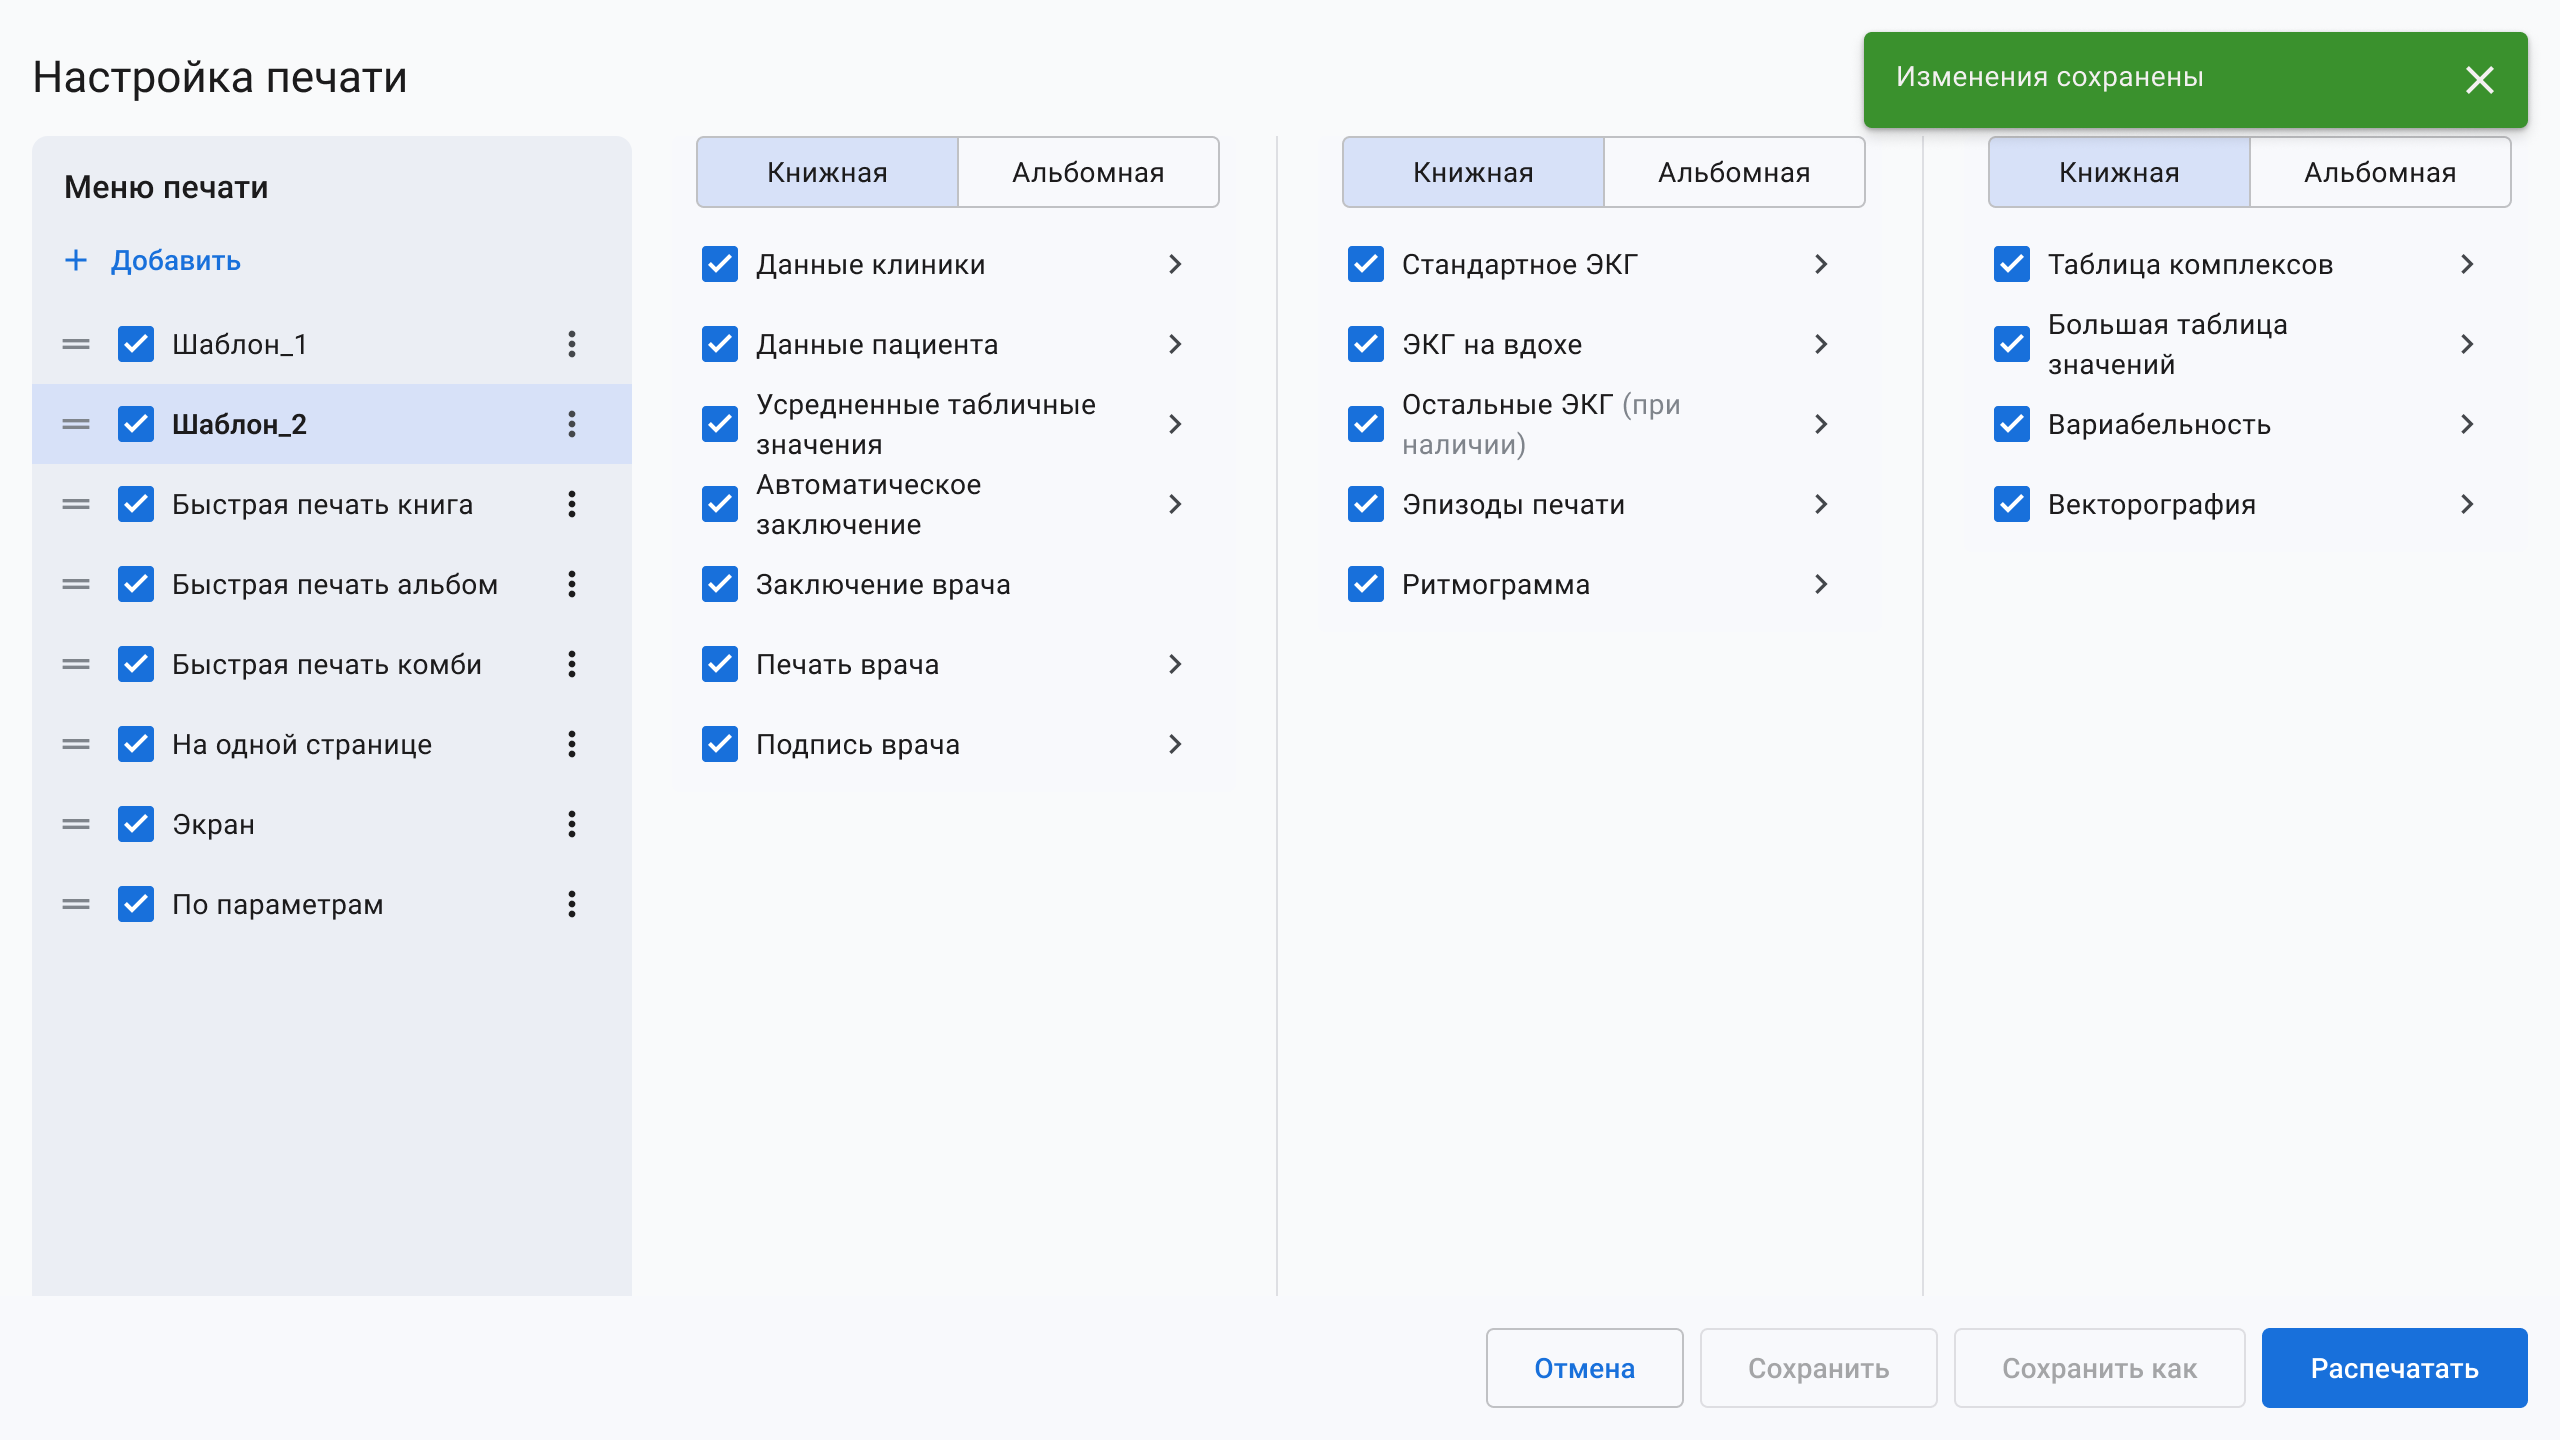 Настройка печати
Изменения сохранены
Меню печати
Добавить
Шаблон_1
Шаблон_2
Быстрая печать книга
Быстрая печать альбом
Быстрая печать комби
На одной странице
Экран
По параметрам
Книжная
Альбомная
Данные клиники
Данные пациента
Усредненные табличные
значения
Автоматическое
заключение
Заключение врача
Печать врача
Подпись врача
Книжная
Альбомная
Стандартное ЭКГ
ЭКГ на вдохе
Остальные ЭКГ (при
наличии)
Эпизоды печати
Ритмограмма
Книжная
Альбомная
Таблица комплексов
Большая таблица
значений
Вариабельность
Векторография
Отмена
Сохранить
Сохранить как
Распечатать